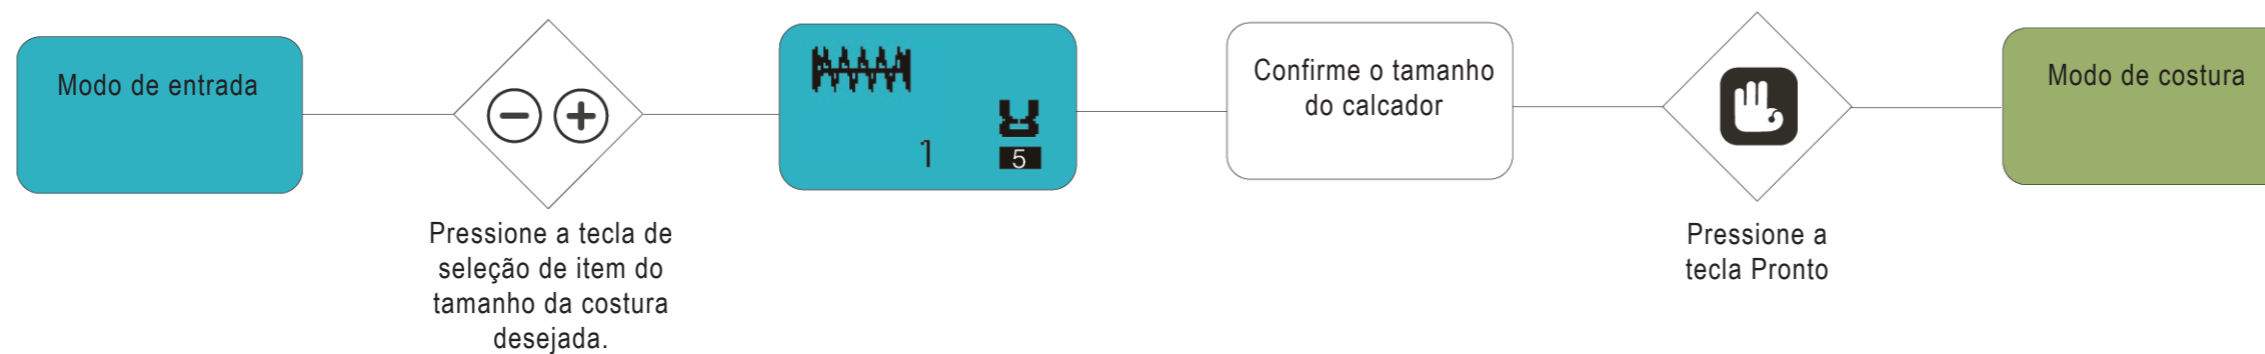 Modo de entrada
Pressione a tecla de
seleção de item do
tamanho da costura
desejada.
1
5
Confirme o tamanho
do calcador
Pressione a
tecla Pronto
Modo de costura